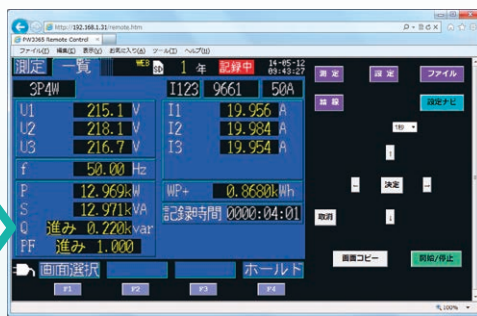 http://192.168.1.31/remote.htm
PW3365 Remote Control
ファイル(F) 編集(E) 表示(V) お気に入り(A) ツール(T) ヘルプ(H)
測定 一覧 SD 1 年 記録中 14-05-12
09:43:27
3P4W I123 9661 50A
U1 215.1 V I1 19.956 A
U2 218.1 V I2 19.984 A
U3 216.7 V I3 19.954 A
f 50.00 Hz
P 12.969kW WP+ 0.8680kWh
S 12.971kVA 記録時間 0000:04:01
Q 進み 0.220kvar
PF 進み 1.000
画面選択 ホールド
F1 F2 F3 F4
測 定 設 定 ファイル
結 線 設定ナビ
↑
← 決定 →
取消 ↓
画面コピー 開始/停止
100%